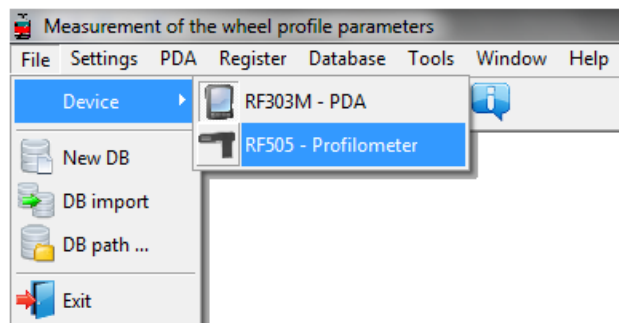 Measurement of the wheel profile parameters
File Settings PDA Register Database Tools Window Help
Device RF303M - PDA
RF505 - Profilometer
New DB
DB import
DB path ...
Exit